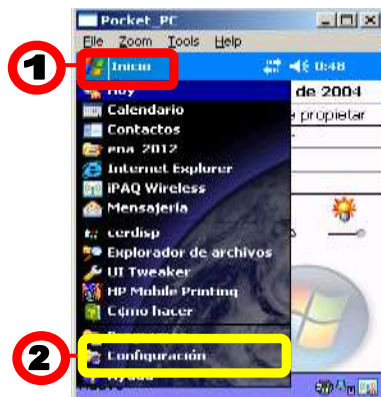 Pocket_PC
File Zoom Tools Help
1
Inicio 0:48
Hoy de 2004
Calendario propietar
Contactos
ena_2012
Internet Explorer
iPAQ Wireless
Mensajería
cerdisp
Explorador de archivos
UI Tweaker
HP Mobile Printing
Cómo hacer
2
Configuración
Ayuda